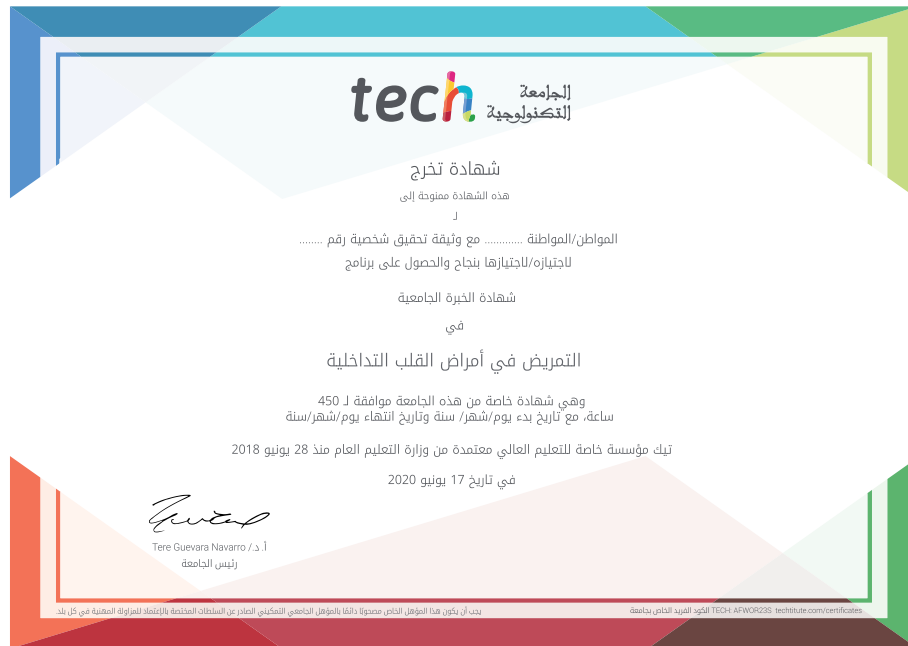 tech الجامعة
التكنولوجية
شهادة تخرج
هذه الشهادة ممنوحة إلى
لـ
المواطن/المواطنة ............. مع وثيقة تحقيق شخصية رقم ........
لاجتيازه/لاجتيازها بنجاح والحصول على برنامج
شهادة الخبرة الجامعية
في
التمريض في أمراض القلب التداخلية
وهي شهادة خاصة من هذه الجامعة موافقة لـ 450
ساعة، مع تاريخ بدء يوم/شهر/ سنة وتاريخ انتهاء يوم/شهر/سنة
تيك مؤسسة خاصة للتعليم العالي معتمدة من وزارة التعليم العام منذ 28 يونيو 2018
في تاريخ 17 يونيو 2020
أ.د./ Tere Guevara Navarro
رئيس الجامعة
يجب أن يكون هذا المؤهل الخاص مصحوبًا دائمًا بالمؤهل الجامعي التمكيني الصادر عن السلطات المختصة بالإعتماد للمزاولة المهنية في كل بلد.
الكود الفريد الخاص بجامعة TECH: AFWOR23S techtitute.com/certificates